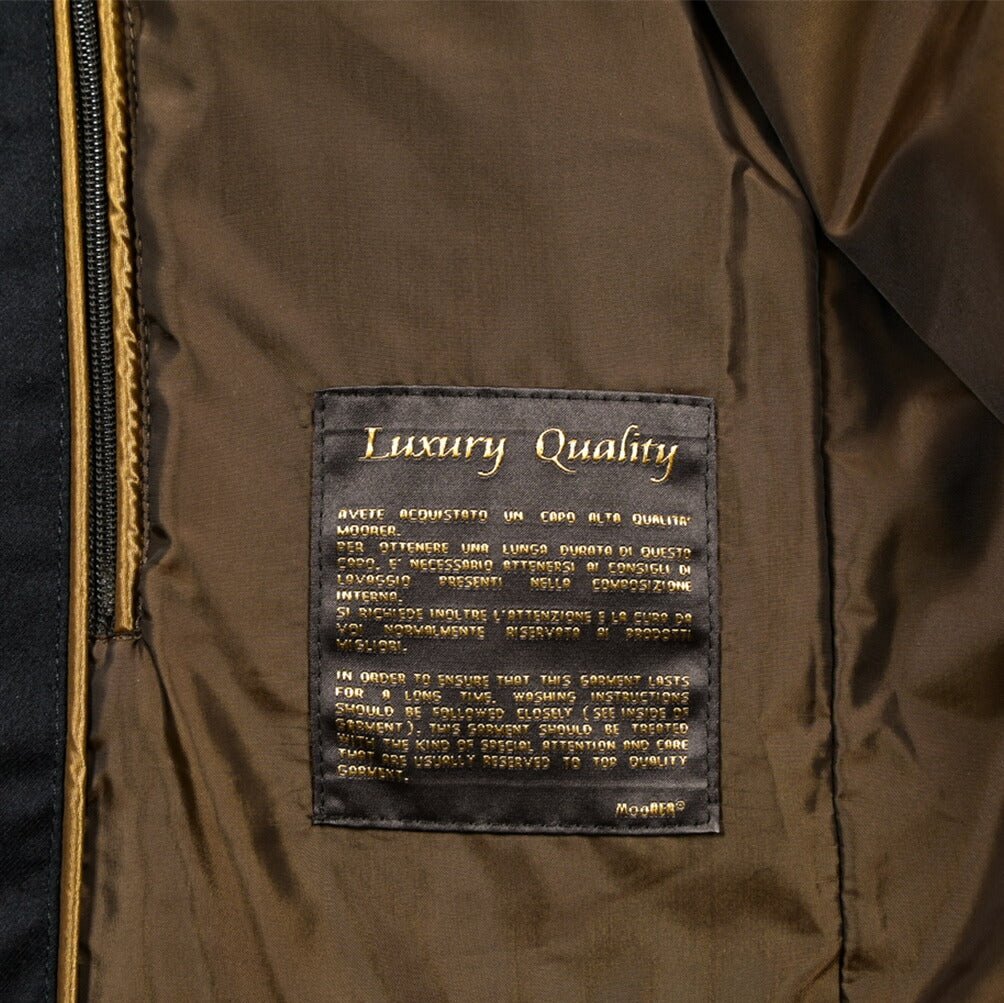 Luxury Quality
AVETE ACQUISTATO UN CAPO ALTA QUALITA'
MOORER.
PER OTTENERE UNA LUNGA DURATA DI QUESTO
CAPO, E' NECESSARIO ATTENERSI AI CONSIGLI DI
LAVAGGIO PRESENTI NELLA COMPOSIZIONE
INTERNA.
SI RICHIEDE INOLTRE L'ATTENZIONE E LA CURA DA
VOI NORMALMENTE RISERVATA AI PRODOTTI
MIGLIORI.
IN ORDER TO ENSURE THAT THIS GARMENT LASTS
FOR A LONG TIME, WASHING INSTRUCTIONS
SHOULD BE FOLLOWED CLOSELY (SEE INSIDE OF
GARMENT). THIS GARMENT SHOULD BE TREATED
WITH THE KIND OF SPECIAL ATTENTION AND CARE
THAT ARE USUALLY RESERVED TO TOP QUALITY
GARMENT.
MOORER®